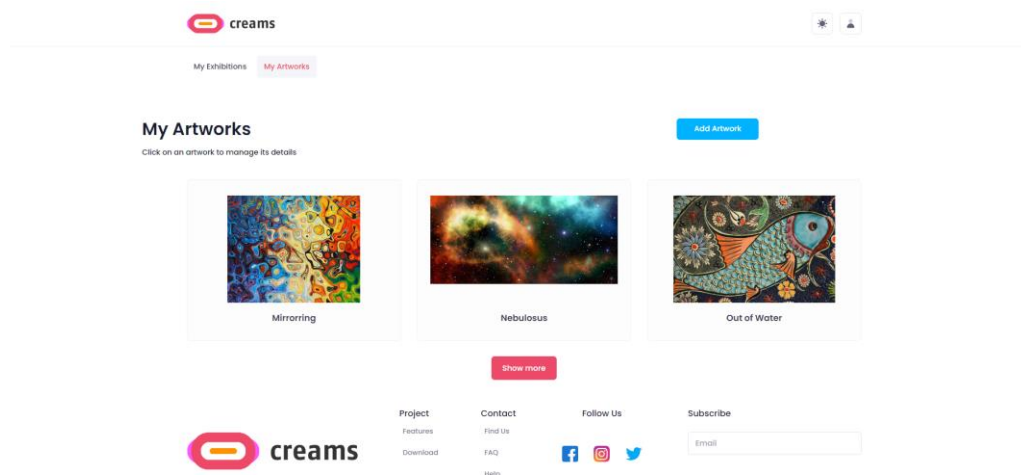 creams
My Exhibitions My Artworks
My Artworks
Add Artwork
Click on an artwork to manage its details
Mirrorring
Nebulosus
Out of Water
Show more
creams
Project
Features
Download
Contact
Find Us
FAQ
Help
Follow Us
Subscribe
Email